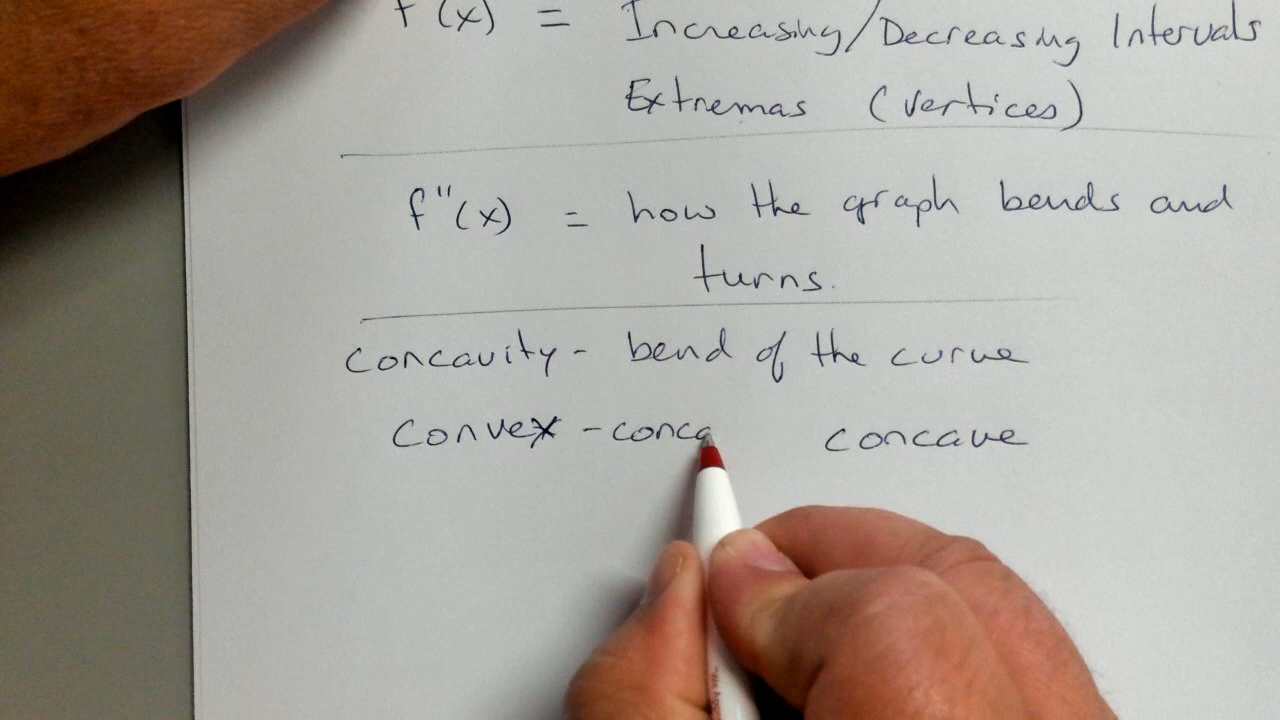 f'(x) = Increasing/Decreasing Intervals
Extremas (vertices)
f"(x) = how the graph bends and
turns.
Concavity - bend of the curve
Convex - conca concave